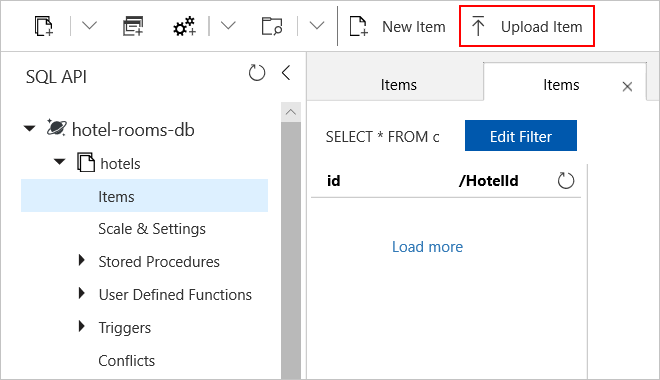 New Item
Upload Item
SQL API
hotel-rooms-db
hotels
Items
Scale & Settings
Stored Procedures
User Defined Functions
Triggers
Conflicts
Items
Items
SELECT * FROM c
Edit Filter
id /HotelId
Load more